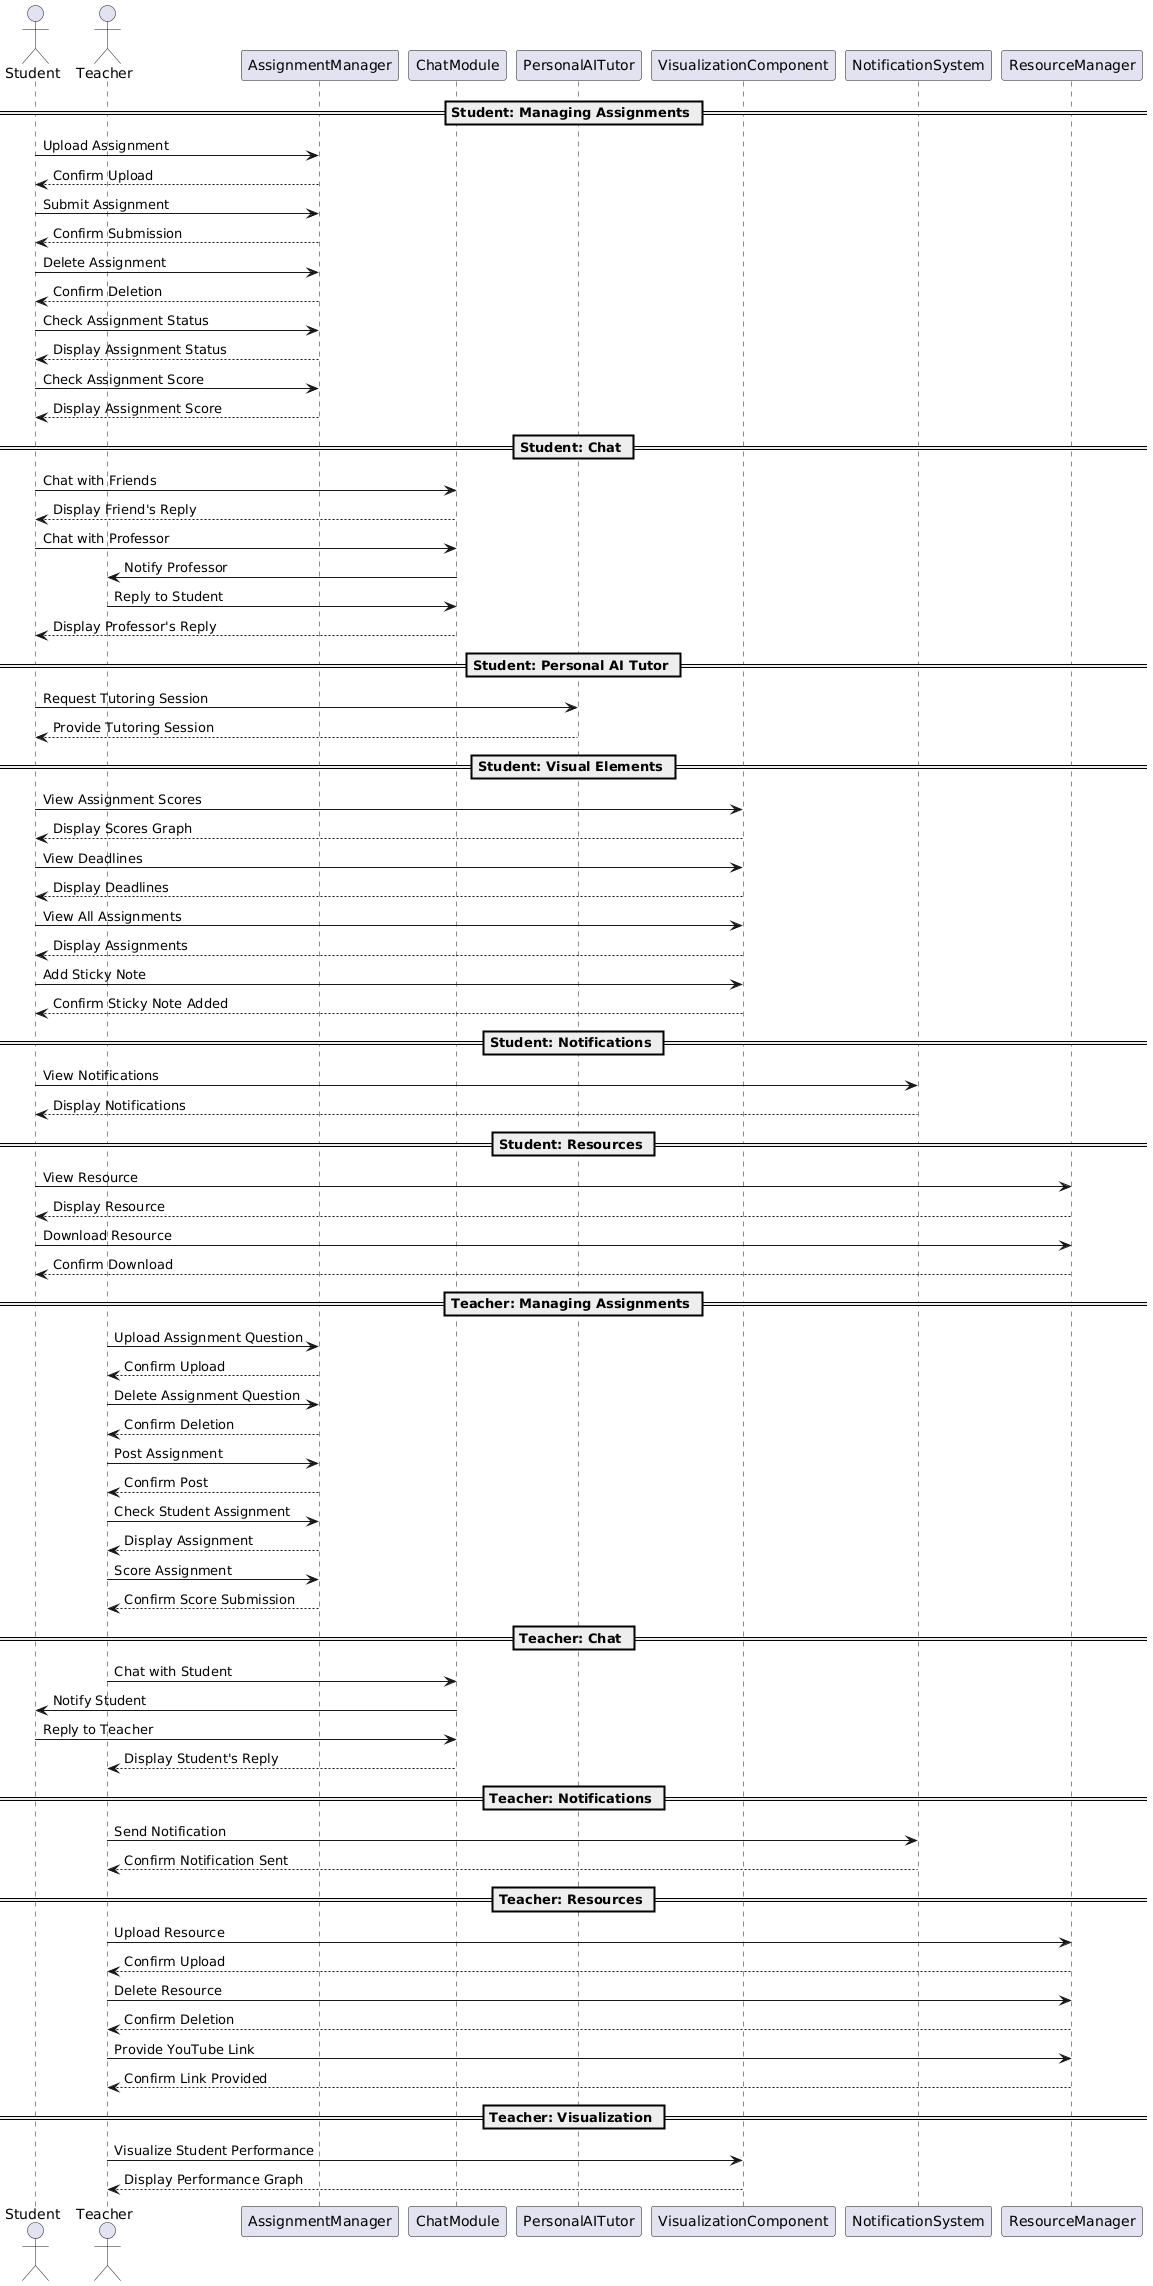 Student
Teacher
AssignmentManager
ChatModule
PersonalAITutor
VisualizationComponent
NotificationSystem
ResourceManager
Student: Managing Assignments
Upload Assignment
Confirm Upload
Submit Assignment
Confirm Submission
Delete Assignment
Confirm Deletion
Check Assignment Status
Display Assignment Status
Check Assignment Score
Display Assignment Score
Student: Chat
Chat with Friends
Display Friend's Reply
Chat with Professor
Notify Professor
Reply to Student
Display Professor's Reply
Student: Personal AI Tutor
Request Tutoring Session
Provide Tutoring Session
Student: Visual Elements
View Assignment Scores
Display Scores Graph
View Deadlines
Display Deadlines
View All Assignments
Display Assignments
Add Sticky Note
Confirm Sticky Note Added
Student: Notifications
View Notifications
Display Notifications
Student: Resources
View Resource
Display Resource
Download Resource
Confirm Download
Teacher: Managing Assignments
Upload Assignment Question
Confirm Upload
Delete Assignment Question
Confirm Deletion
Post Assignment
Confirm Post
Check Student Assignment
Display Assignment
Score Assignment
Confirm Score Submission
Teacher: Chat
Chat with Student
Notify Student
Reply to Teacher
Display Student's Reply
Teacher: Notifications
Send Notification
Confirm Notification Sent
Teacher: Resources
Upload Resource
Confirm Upload
Delete Resource
Confirm Deletion
Provide YouTube Link
Confirm Link Provided
Teacher: Visualization
Visualize Student Performance
Display Performance Graph
Student
Teacher
AssignmentManager
ChatModule
PersonalAITutor
VisualizationComponent
NotificationSystem
ResourceManager